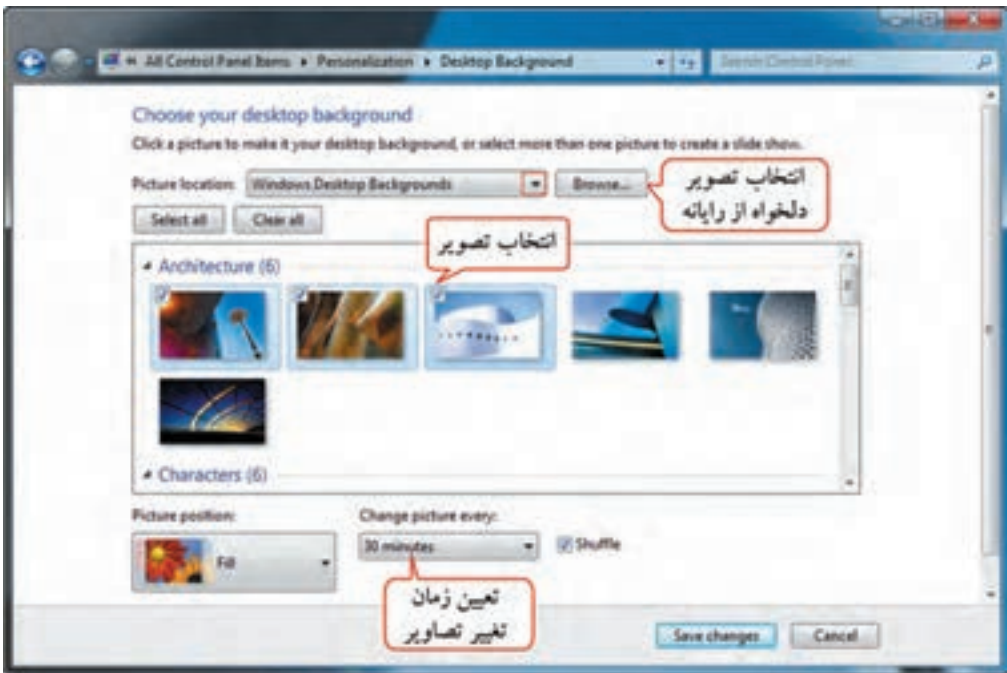 « All Control Panel Items ▸ Personalization ▸ Desktop Background
Search Control Panel
Choose your desktop background
Click a picture to make it your desktop background, or select more than one picture to create a slide show.
Picture location: Windows Desktop Backgrounds
Browse...
انتخاب تصویر
دلخواه از رایانه
Select all Clear all
انتخاب تصویر
Architecture (6)
Characters (6)
Picture position: Change picture every:
Fill 30 minutes Shuffle
تعیین زمان
تغییر تصاویر
Save changes Cancel